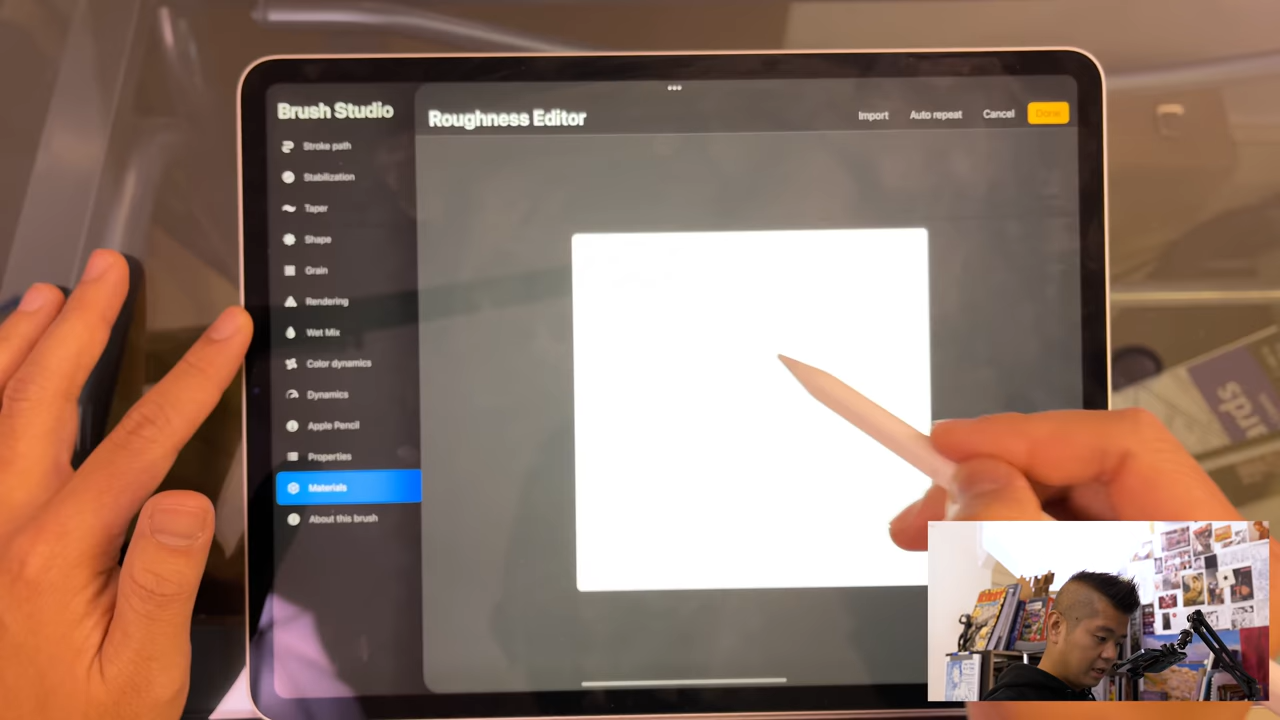 Brush Studio
Roughness Editor
Import
Auto repeat
Cancel
Done
Stroke path
Stabilization
Taper
Shape
Grain
Rendering
Wet Mix
Color dynamics
Dynamics
Apple Pencil
Properties
Materials
About this brush